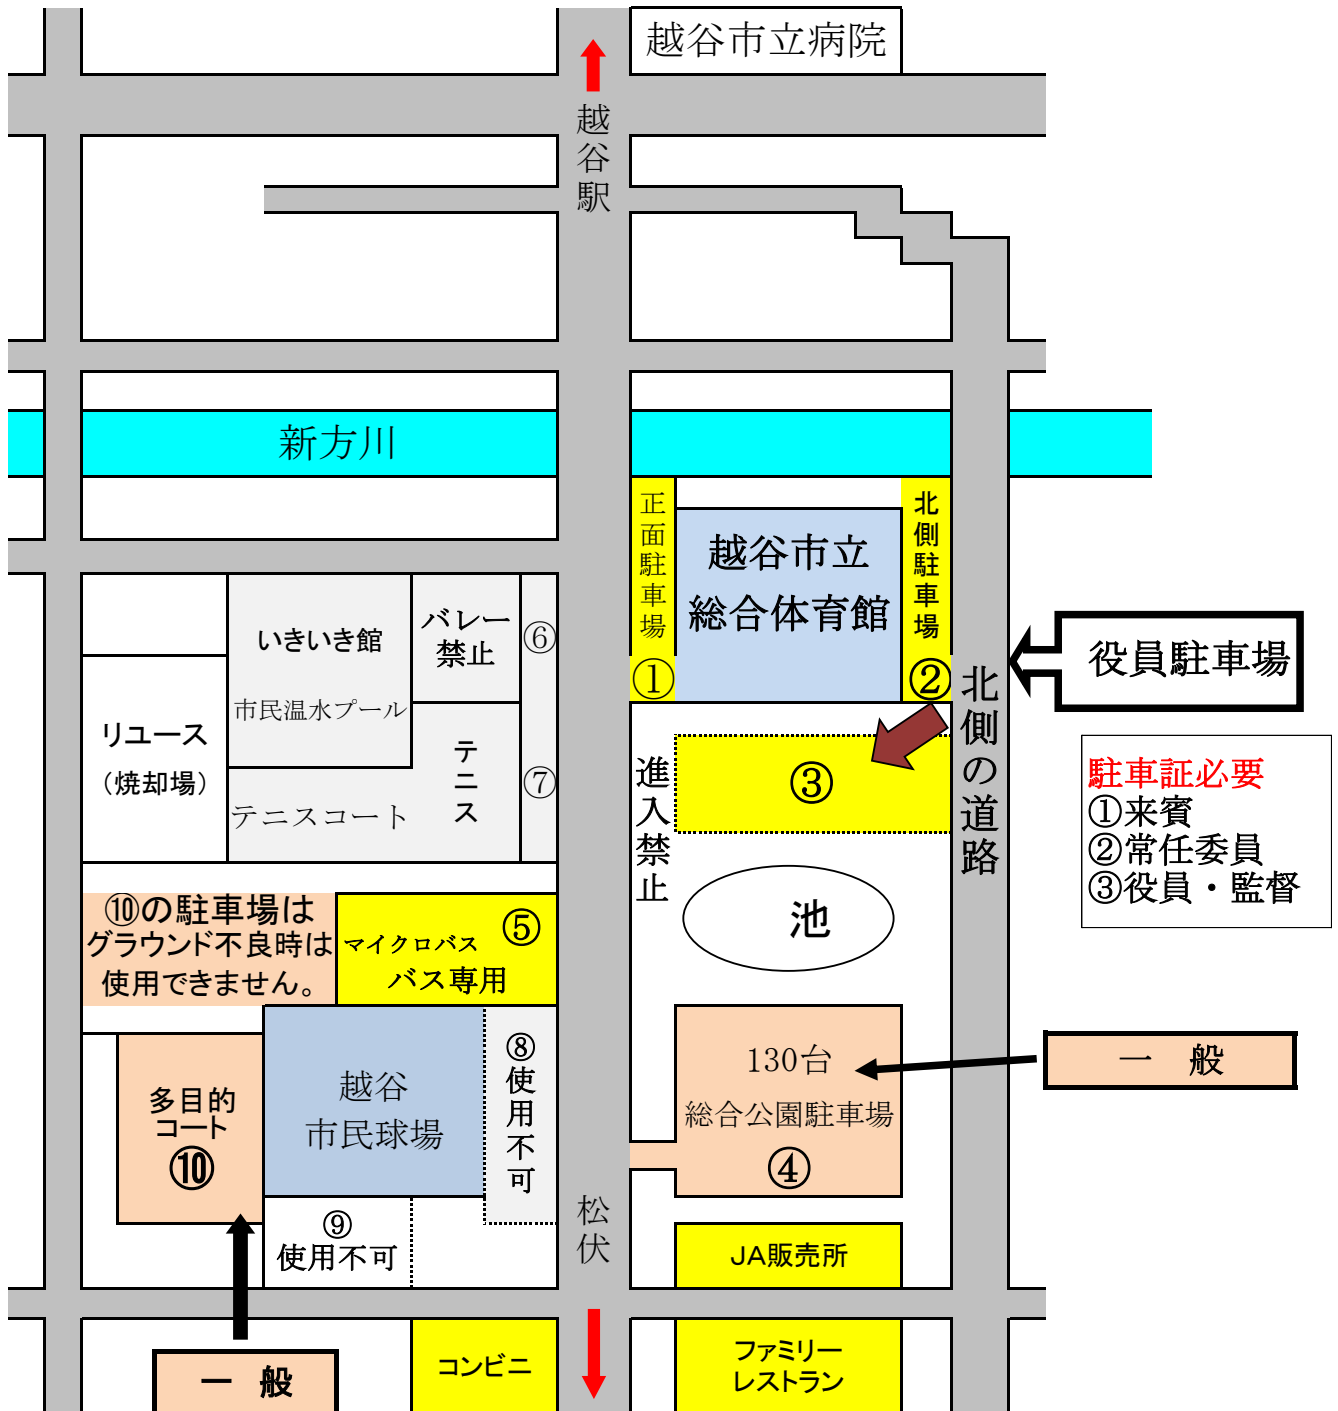 越谷市立病院
越谷駅
新方川
正面駐車場
①
越谷市立
総合体育館
北側駐車場
②
役員駐車場
北側の道路
いきいき館
市民温水プール
バレー
禁止
⑥
リユース
（焼却場）
テニスコート
テニス
⑦
進入禁止
③
駐車証必要
①来賓
②常任委員
③役員・監督
池
⑩の駐車場は
グラウンド不良時は
使用できません。
⑤
マイクロバス
バス専用
越谷
市民球場
⑧
使用不可
130台
総合公園駐車場
④
一　般
多目的
コート
⑩
⑨
使用不可
松伏
JA販売所
一　般
コンビニ
ファミリー
レストラン